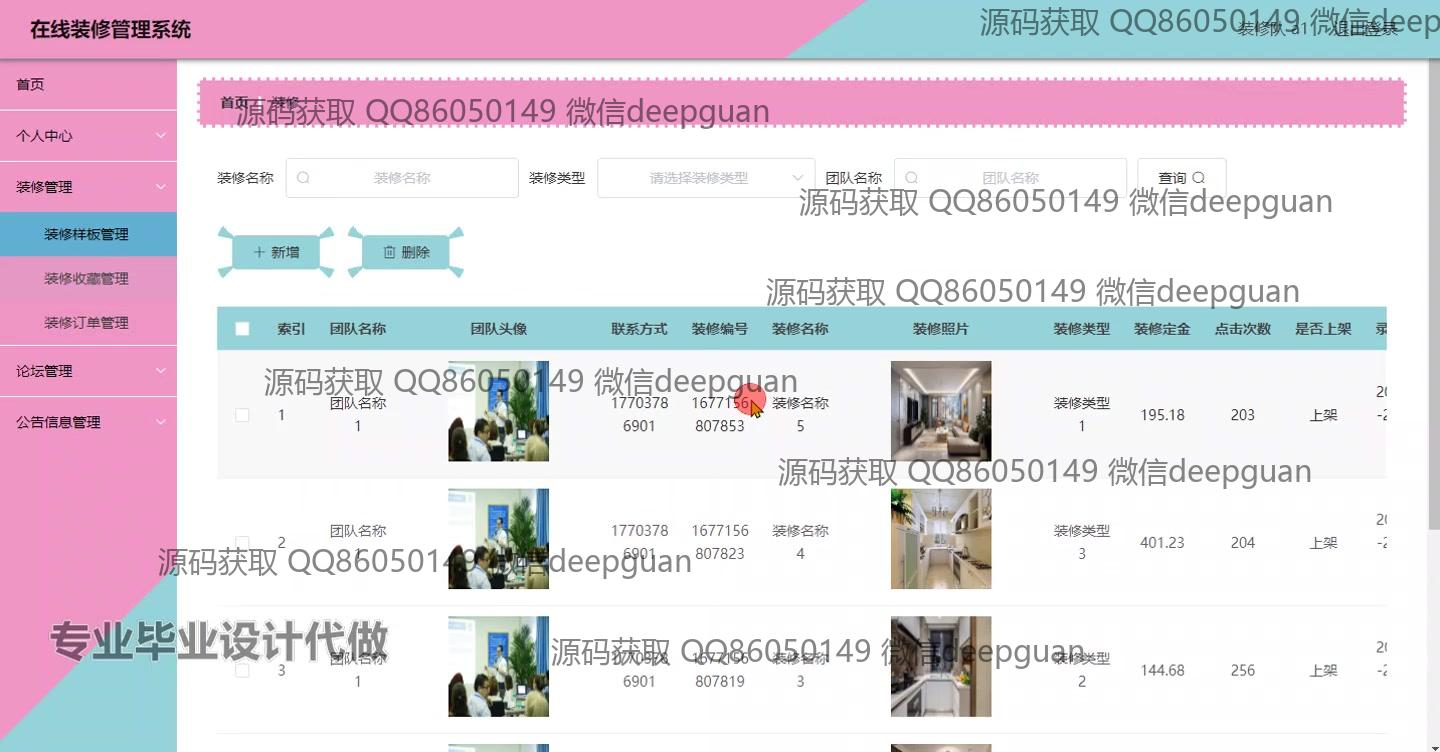 在线装修管理系统
源码获取 QQ86050149 微信deep
装修队 a1 退出登录
首页
个人中心
装修管理
装修样板管理
装修收藏管理
装修订单管理
论坛管理
公告信息管理
首页 装修
源码获取 QQ86050149 微信deepguan
装修名称 装修名称 装修类型 请选择装修类型 团队名称 团队名称 查询
源码获取 QQ86050149 微信deepguan
+ 新增 删除
源码获取 QQ86050149 微信deepguan
索引 团队名称 团队头像 联系方式 装修编号 装修名称 装修照片 装修类型 装修定金 点击次数 是否上架
源码获取 QQ86050149 微信deepguan
1 团队名称1 17703786901 1677156807853 装修名称5 装修类型1 195.18 203 上架 20
-2
源码获取 QQ86050149 微信deepguan
2 团队名称1 17703786901 1677156807823 装修名称4 装修类型3 401.23 204 上架 20
-2
源码获取 QQ86050149 微信deepguan
专业毕业设计代做
源码获取 QQ86050149 微信deepguan
3 团队名称1 17703786901 1677156807819 装修名称3 装修类型2 144.68 256 上架 20
-2